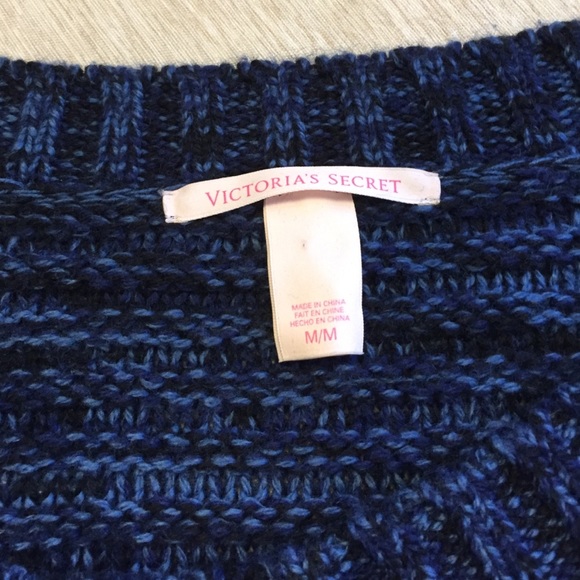 VICTORIA'S SECRET
MADE IN CHINA
FAIT EN CHINE
HECHO EN CHINA
M/M